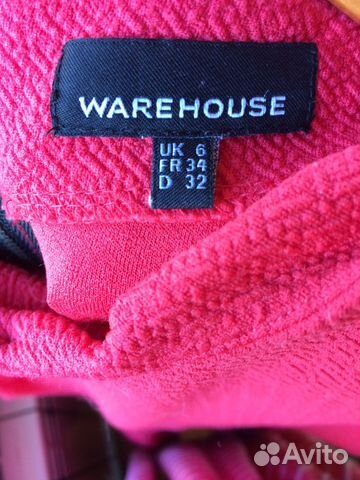 WAREHOUSE
UK 6
FR 34
D 32
Avito